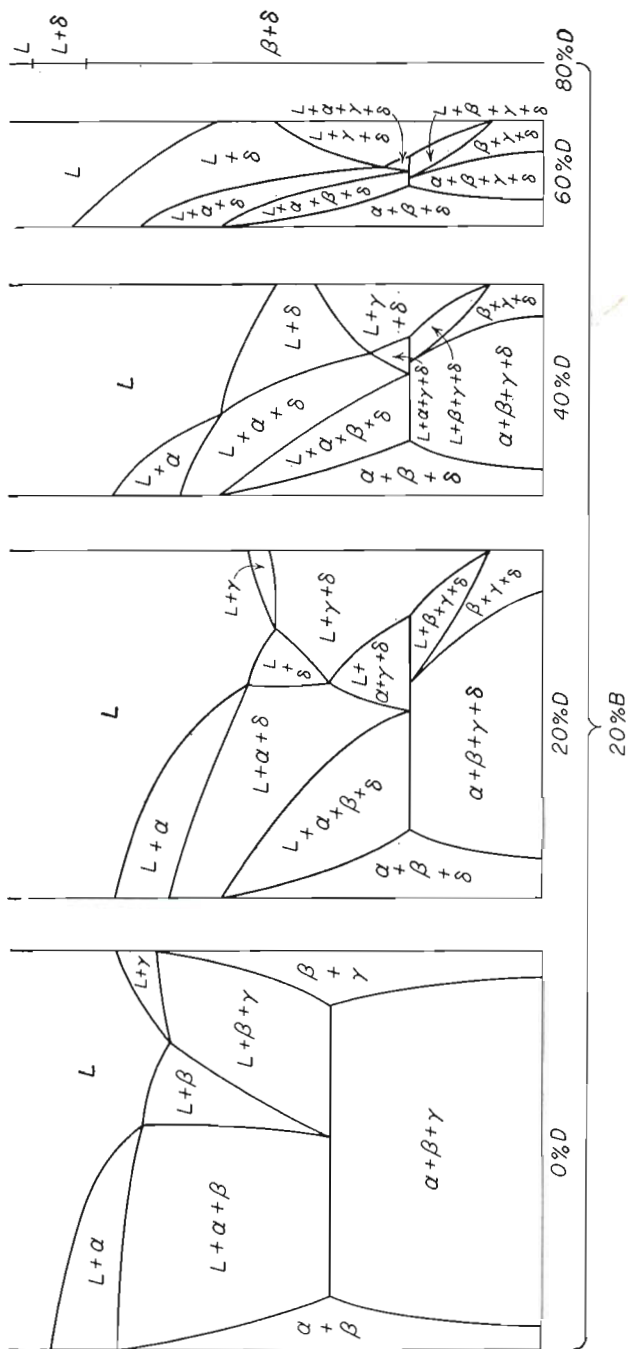 L
L+α
L+γ
L+β
L+β+γ
L+α+β
α
+
β
β
+
γ
α+β+γ
0%D
L
L+γ
L+α
L
+
δ
L+γ+δ
L+α+δ
L+
α+γ+δ
L+α+β+δ
L+β+γ+δ
β+γ+δ
α
+
β
+
δ
α+β+γ+δ
20%D
L
L+α
L+δ
L+α+δ
L+γ
+δ
L+α+β+δ
L+α+γ+δ
L+β+γ+δ
β+γ+δ
α
+
β
+
δ
α+β+γ+δ
40%D
L
L+δ
L+α+γ+δ
L+γ+δ
L+α+δ
L+α+β+δ
L+β+γ+δ
β+γ+δ
α+β+δ
α+β+γ+δ
60%D
L
L+δ
β+δ
80%D
20%B